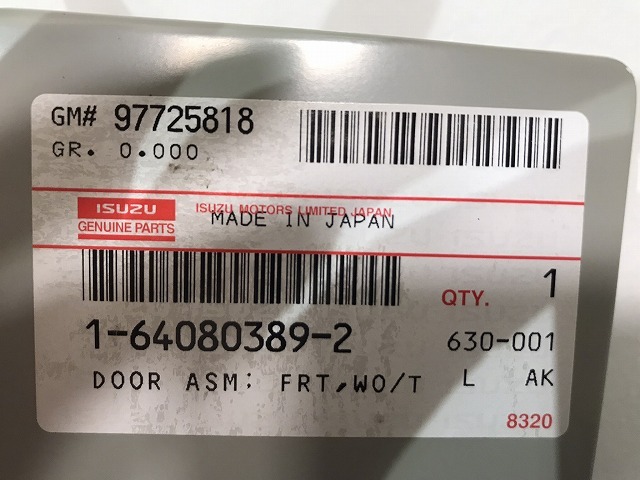 GM# 97725818
GR. 0.000
ISUZU
GENUINE PARTS
ISUZU MOTORS LIMITED JAPAN
MADE IN JAPAN
QTY. 1
1-64080389-2 630-001
DOOR ASM; FRT,WO/T L AK
8320